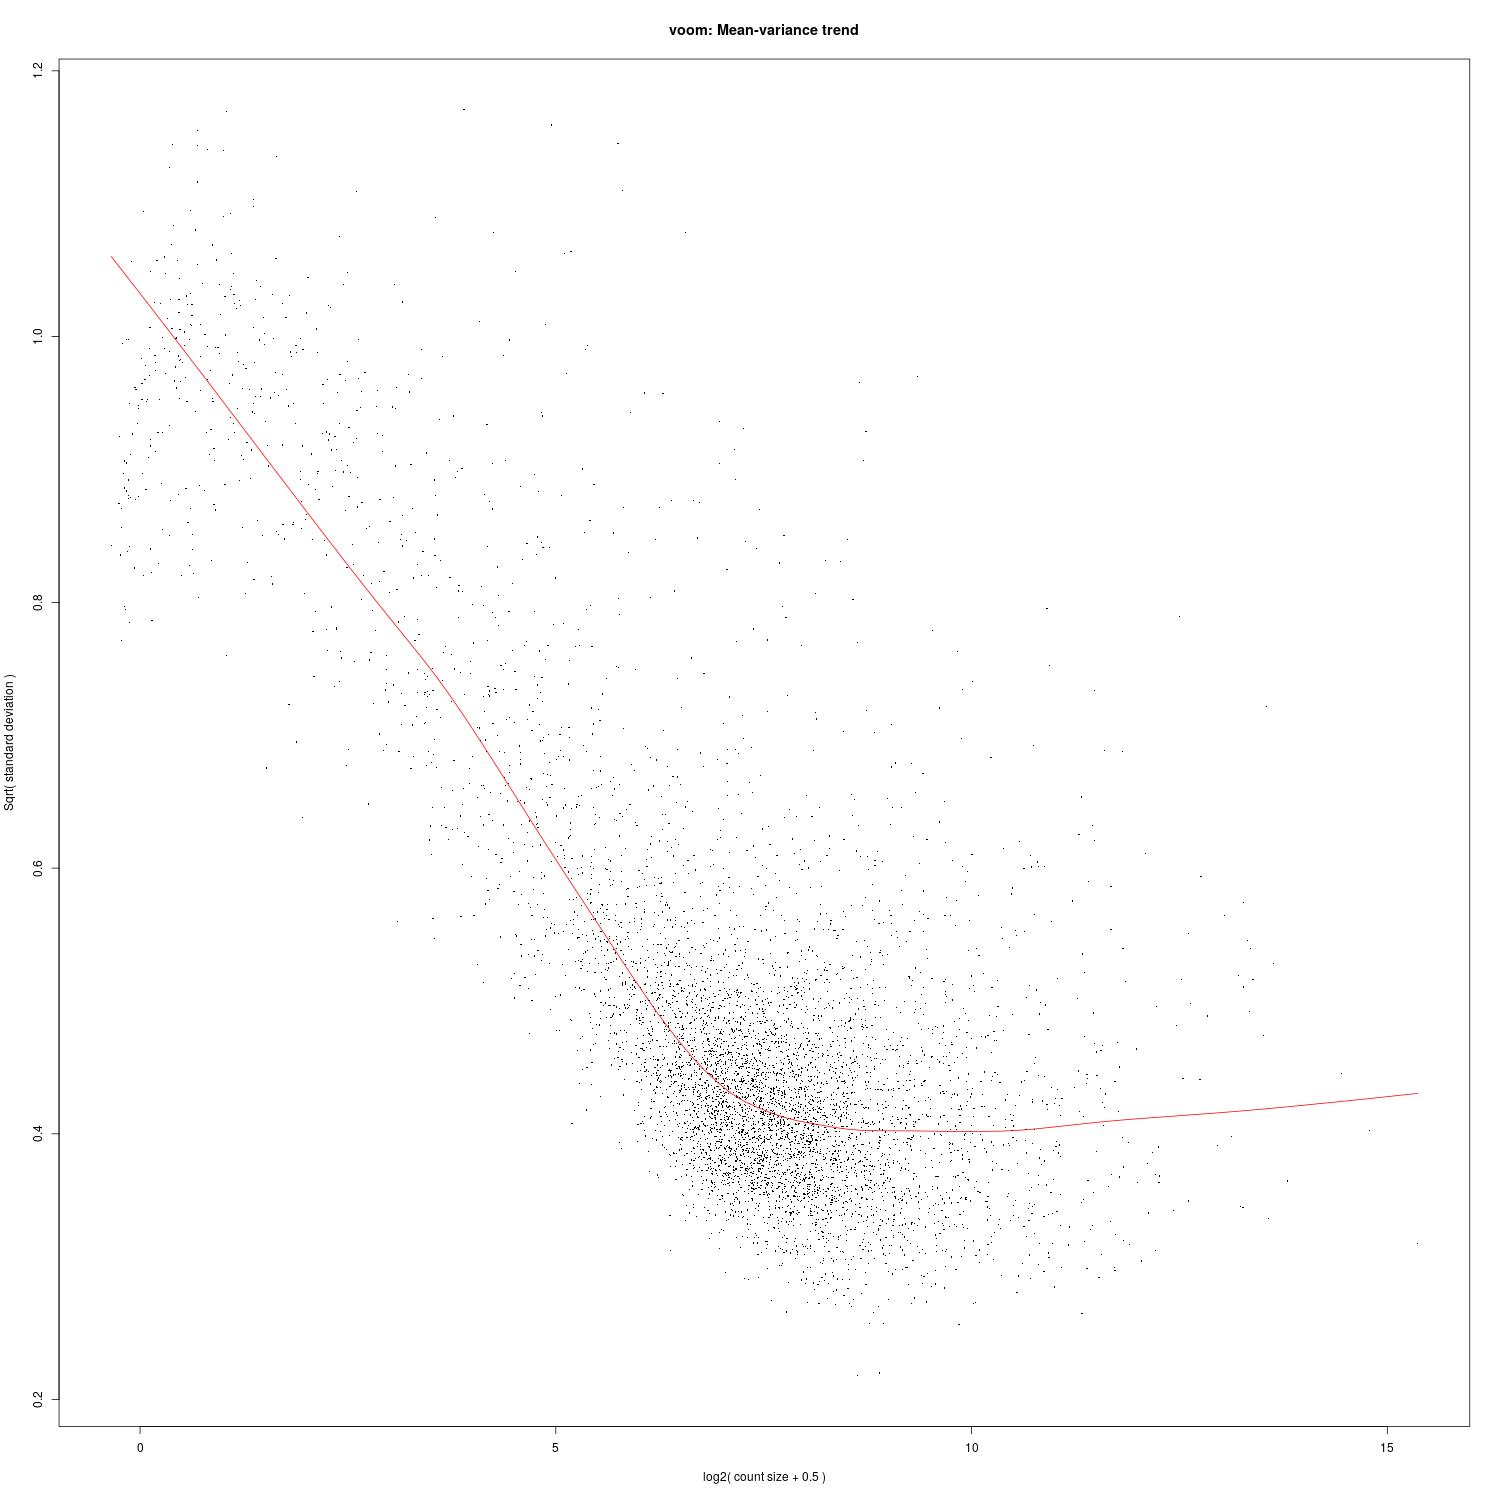 voom: Mean-variance trend
Sqrt( standard deviation )
1.2
1.0
0.8
0.6
0.4
0.2
0 5 10 15
log2( count size + 0.5 )